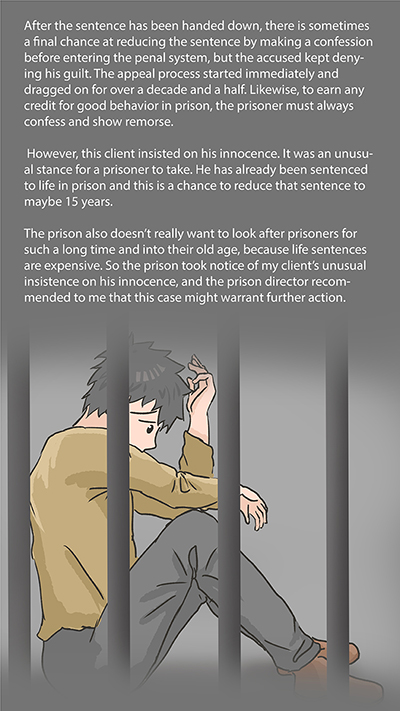 After the sentence has been handed down, there is sometimes
a final chance at reducing the sentence by making a confession
before entering the penal system, but the accused kept deny-
ing his guilt. The appeal process started immediately and
dragged on for over a decade and a half. Likewise, to earn any
credit for good behavior in prison, the prisoner must always
confess and show remorse.
However, this client insisted on his innocence. It was an unusu-
al stance for a prisoner to take. He has already been sentenced
to life in prison and this is a chance to reduce that sentence to
maybe 15 years.
The prison also doesn’t really want to look after prisoners for
such a long time and into their old age, because life sentences
are expensive. So the prison took notice of my client’s unusual
insistence on his innocence, and the prison director recom-
mended to me that this case might warrant further action.